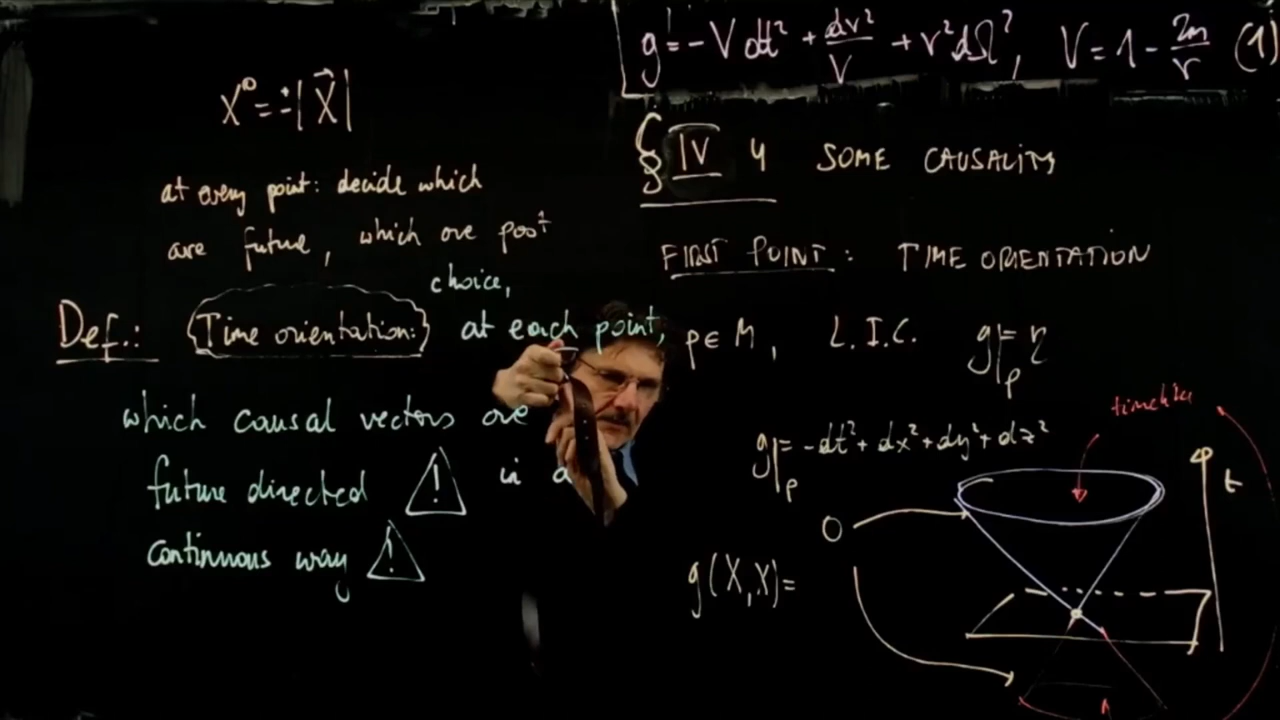 g = -V dt² + dr²/V + r² dΩ², V = 1 - 2m/r (1)
X⁰ = ±|X⃗|
at every point: decide which
are future, which are past
choice,
Def.: Time orientation: at each point,
which causal vectors are
future directed ⚠ in a
continuous way ⚠
§ IV 4 SOME CAUSALITY
FIRST POINT: TIME ORIENTATION
p ∈ M, L.I.C. g|ₚ = η
timelike
g|ₚ = -dt² + dx² + dy² + dz²
t
0
g(X,X) =